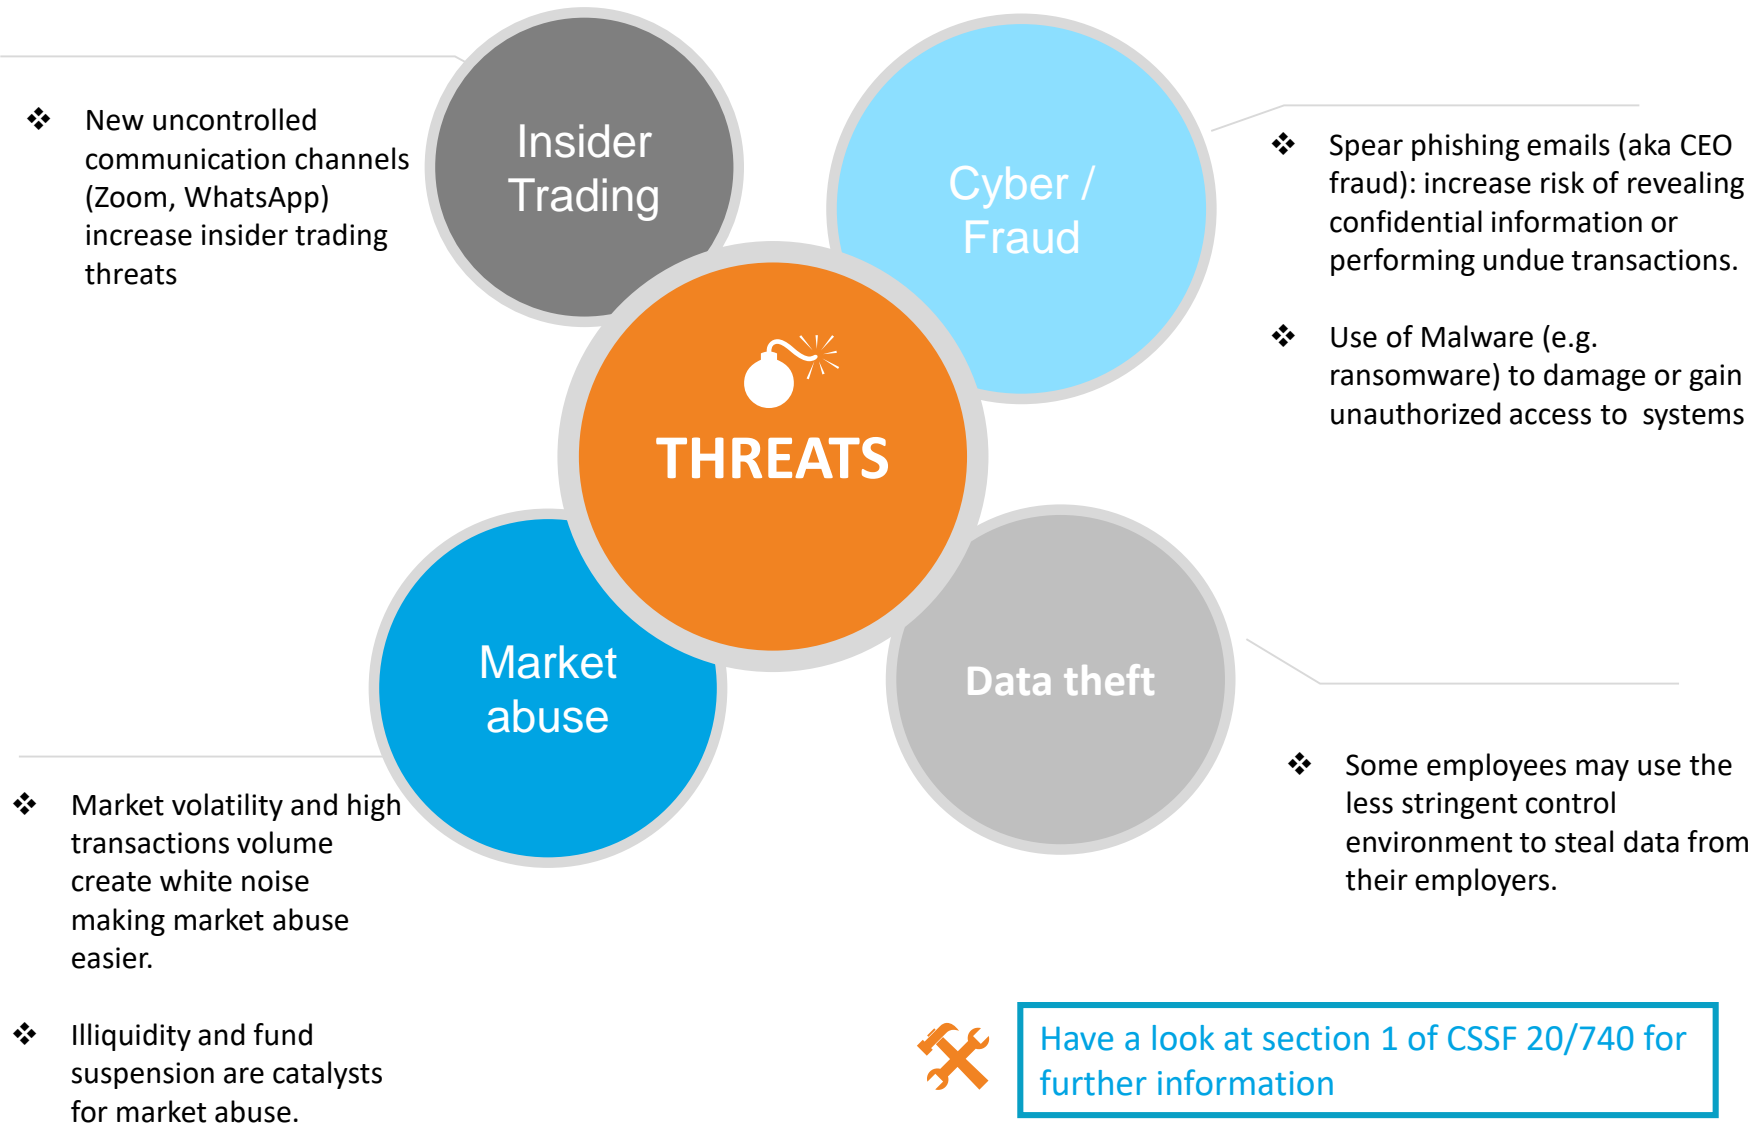 Insider
Trading
❖ New uncontrolled
communication channels
(Zoom, WhatsApp)
increase insider trading
threats
Cyber /
Fraud
❖ Spear phishing emails (aka CEO
fraud): increase risk of revealing
confidential information or
performing undue transactions.
❖ Use of Malware (e.g.
ransomware) to damage or gain
unauthorized access to  systems
THREATS
Market
abuse
❖ Market volatility and high
transactions volume
create white noise
making market abuse
easier.
❖ Illiquidity and fund
suspension are catalysts
for market abuse.
Data theft
❖ Some employees may use the
less stringent control
environment to steal data from
their employers.
Have a look at section 1 of CSSF 20/740 for
further information